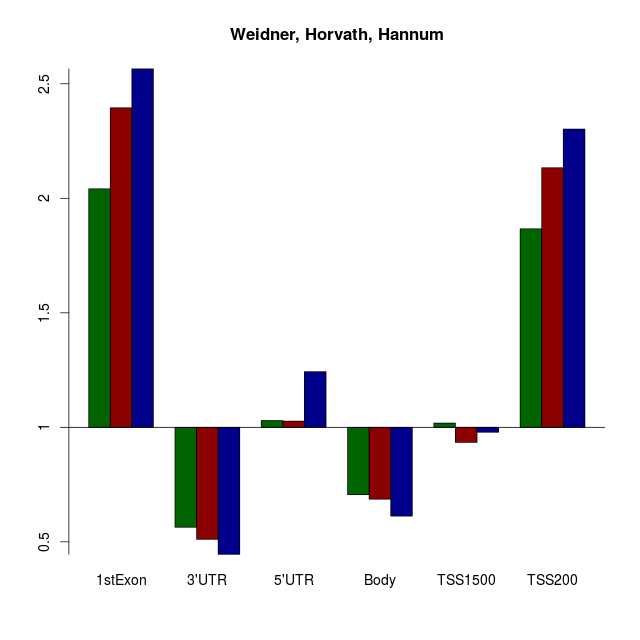 Weidner, Horvath, Hannum
2.5
2
1.5
1
0.5
1stExon 3'UTR 5'UTR Body TSS1500 TSS200